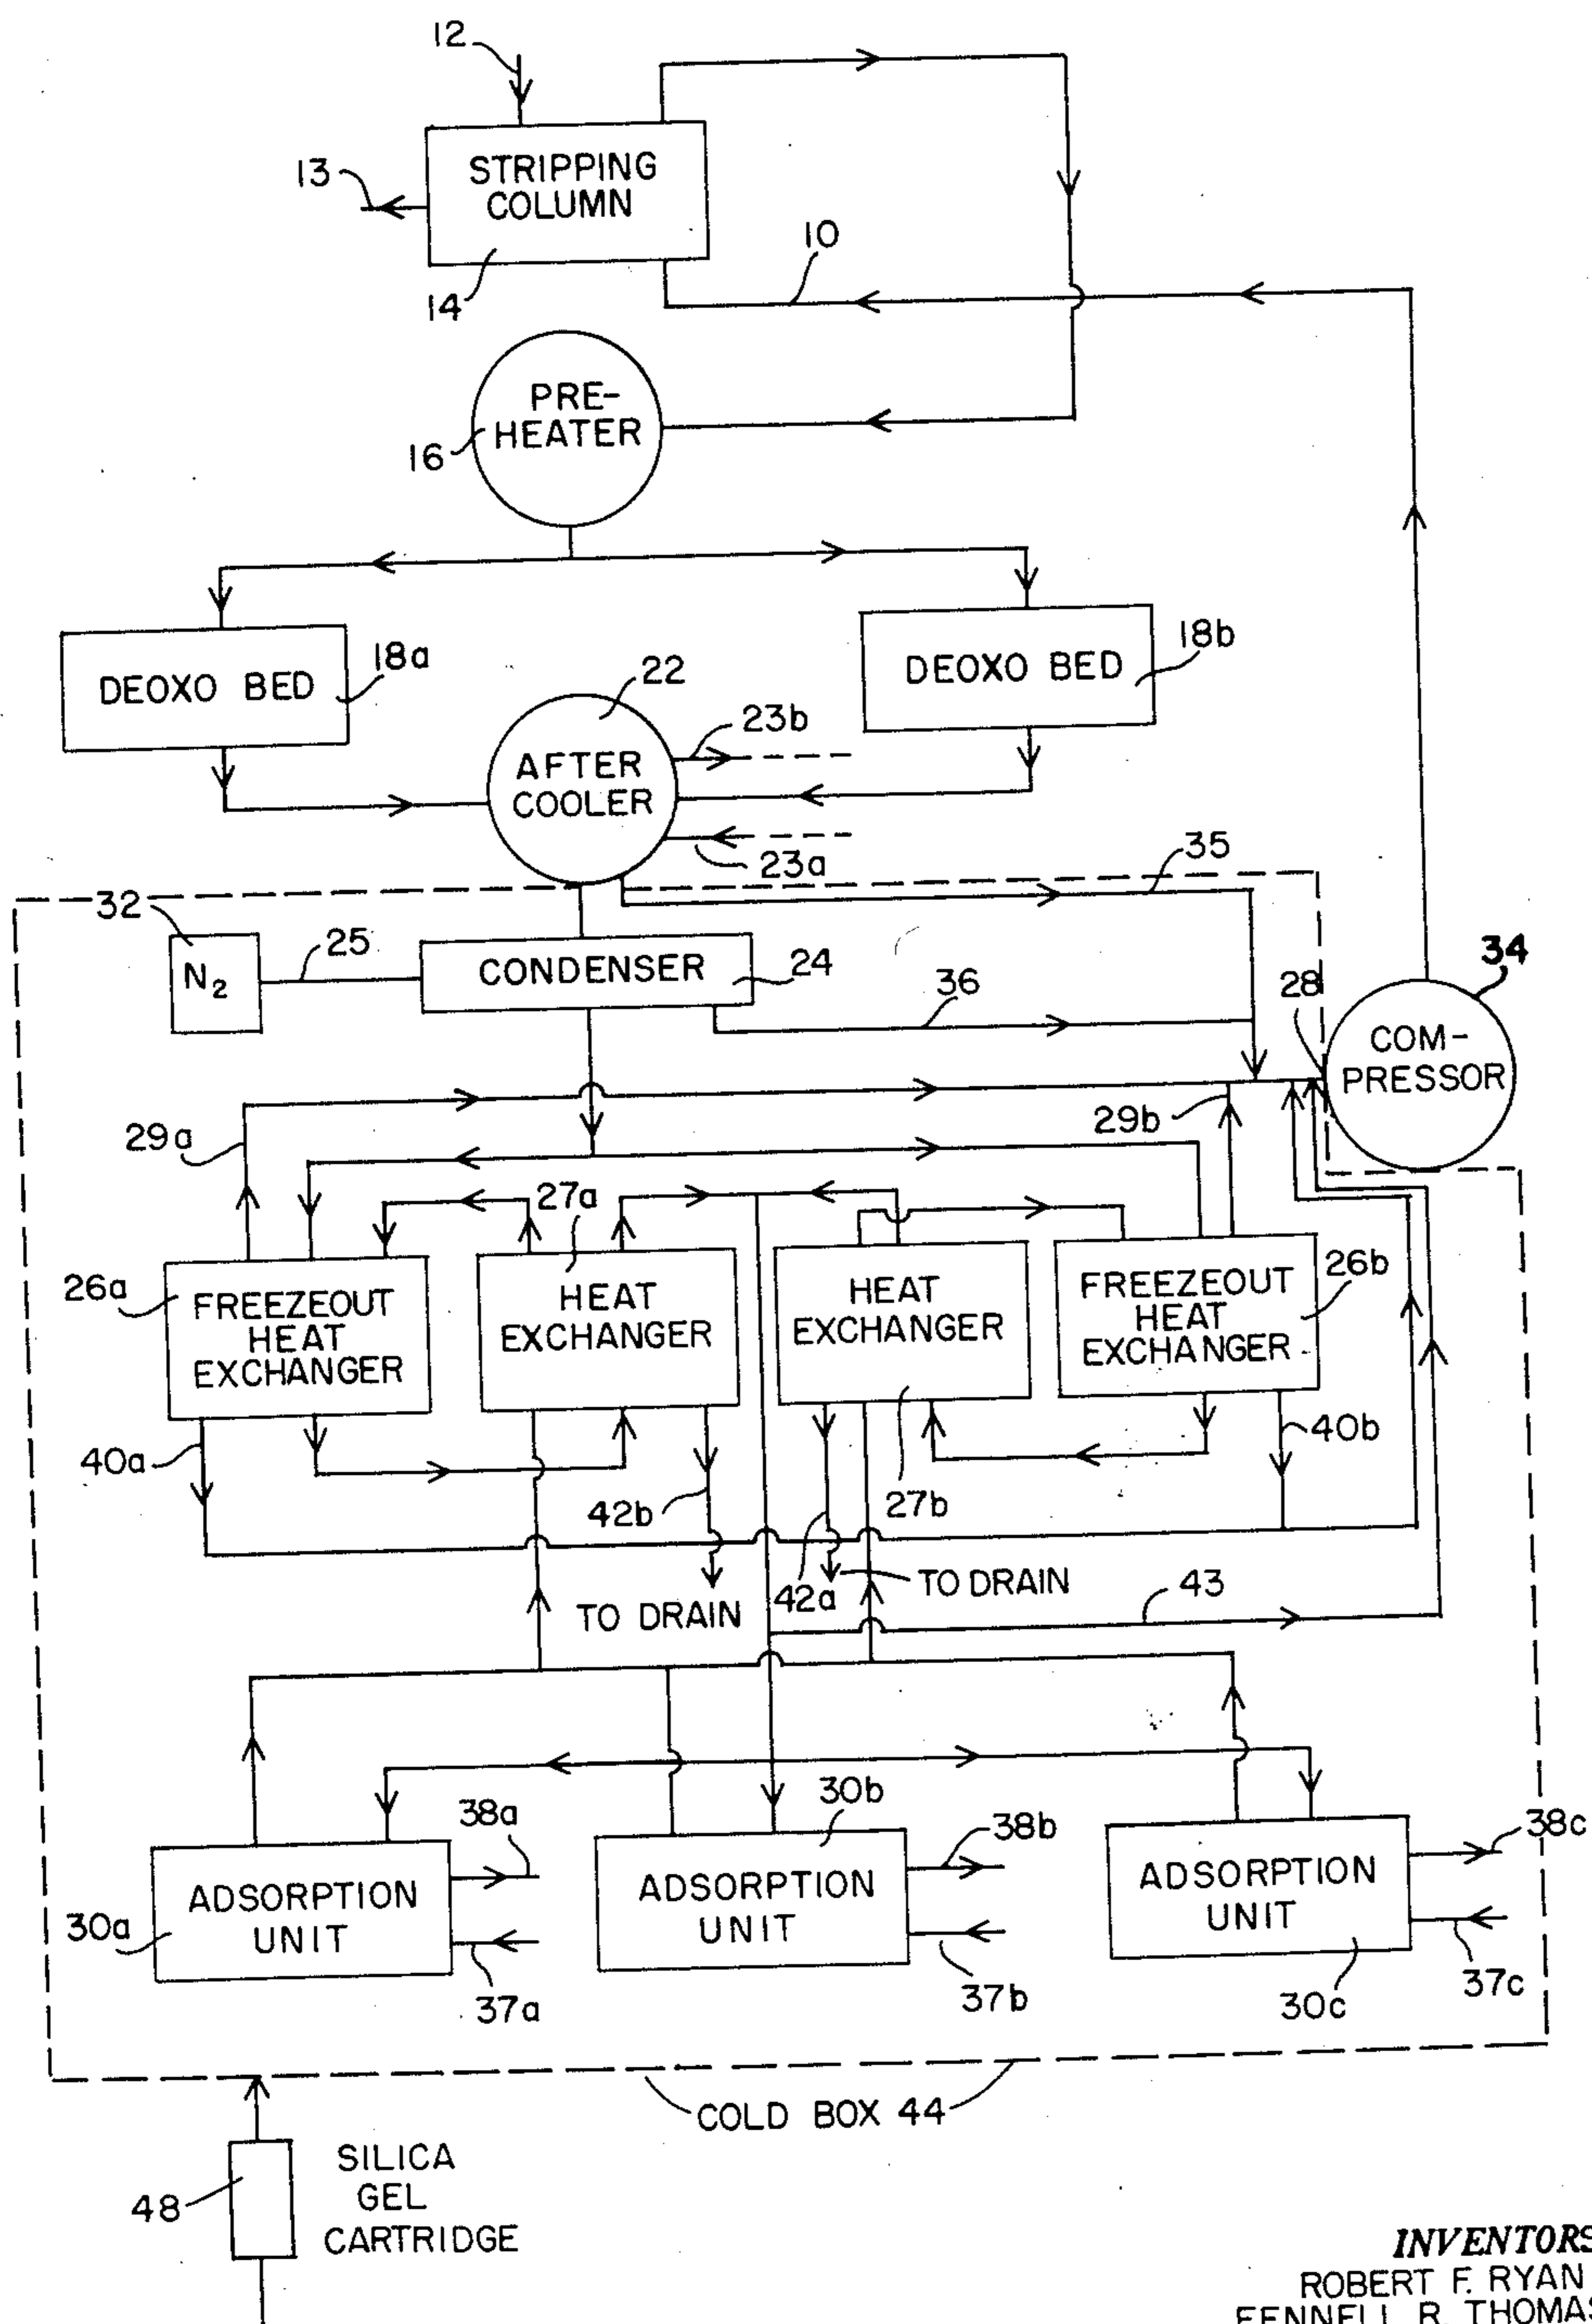 12
STRIPPING
COLUMN
13
10
14
PRE-
HEATER
16
DEOXO BED
18a
DEOXO BED
18b
22
23b
AFTER
COOLER
23a
35
32
N2
25
CONDENSER
24
36
28
34
COM-
PRESSOR
29a
29b
27a
26a
FREEZEOUT
HEAT
EXCHANGER
HEAT
EXCHANGER
HEAT
EXCHANGER
FREEZEOUT
HEAT
EXCHANGER
26b
40a
40b
42b
27b
42a
TO DRAIN
TO DRAIN
43
30b
38a
38b
38c
ADSORPTION
UNIT
30a
ADSORPTION
UNIT
ADSORPTION
UNIT
37a
37b
30c
37c
COLD BOX 44
SILICA
GEL
CARTRIDGE
48
INVENTORS
ROBERT F. RYAN
FENNELL R. THOMAS